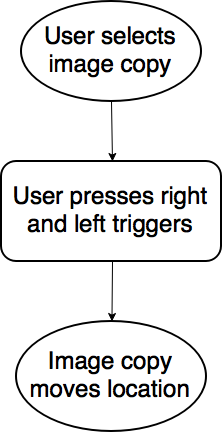 User selects
image copy
User presses right
and left triggers
Image copy
moves location